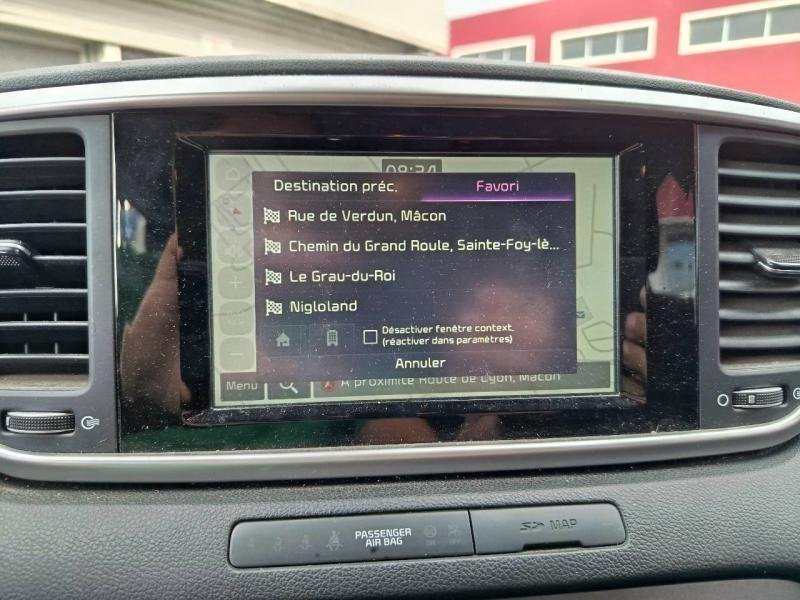 08:34
Destination préc. Favori
Rue de Verdun, Mâcon
Chemin du Grand Roule, Sainte-Foy-lè...
Le Grau-du-Roi
Nigloland
Désactiver fenêtre context.
(réactiver dans paramètres)
Annuler
Menu A proximité Route de Lyon, Mâcon
PASSENGER
AIR BAG
ON OFF
MAP